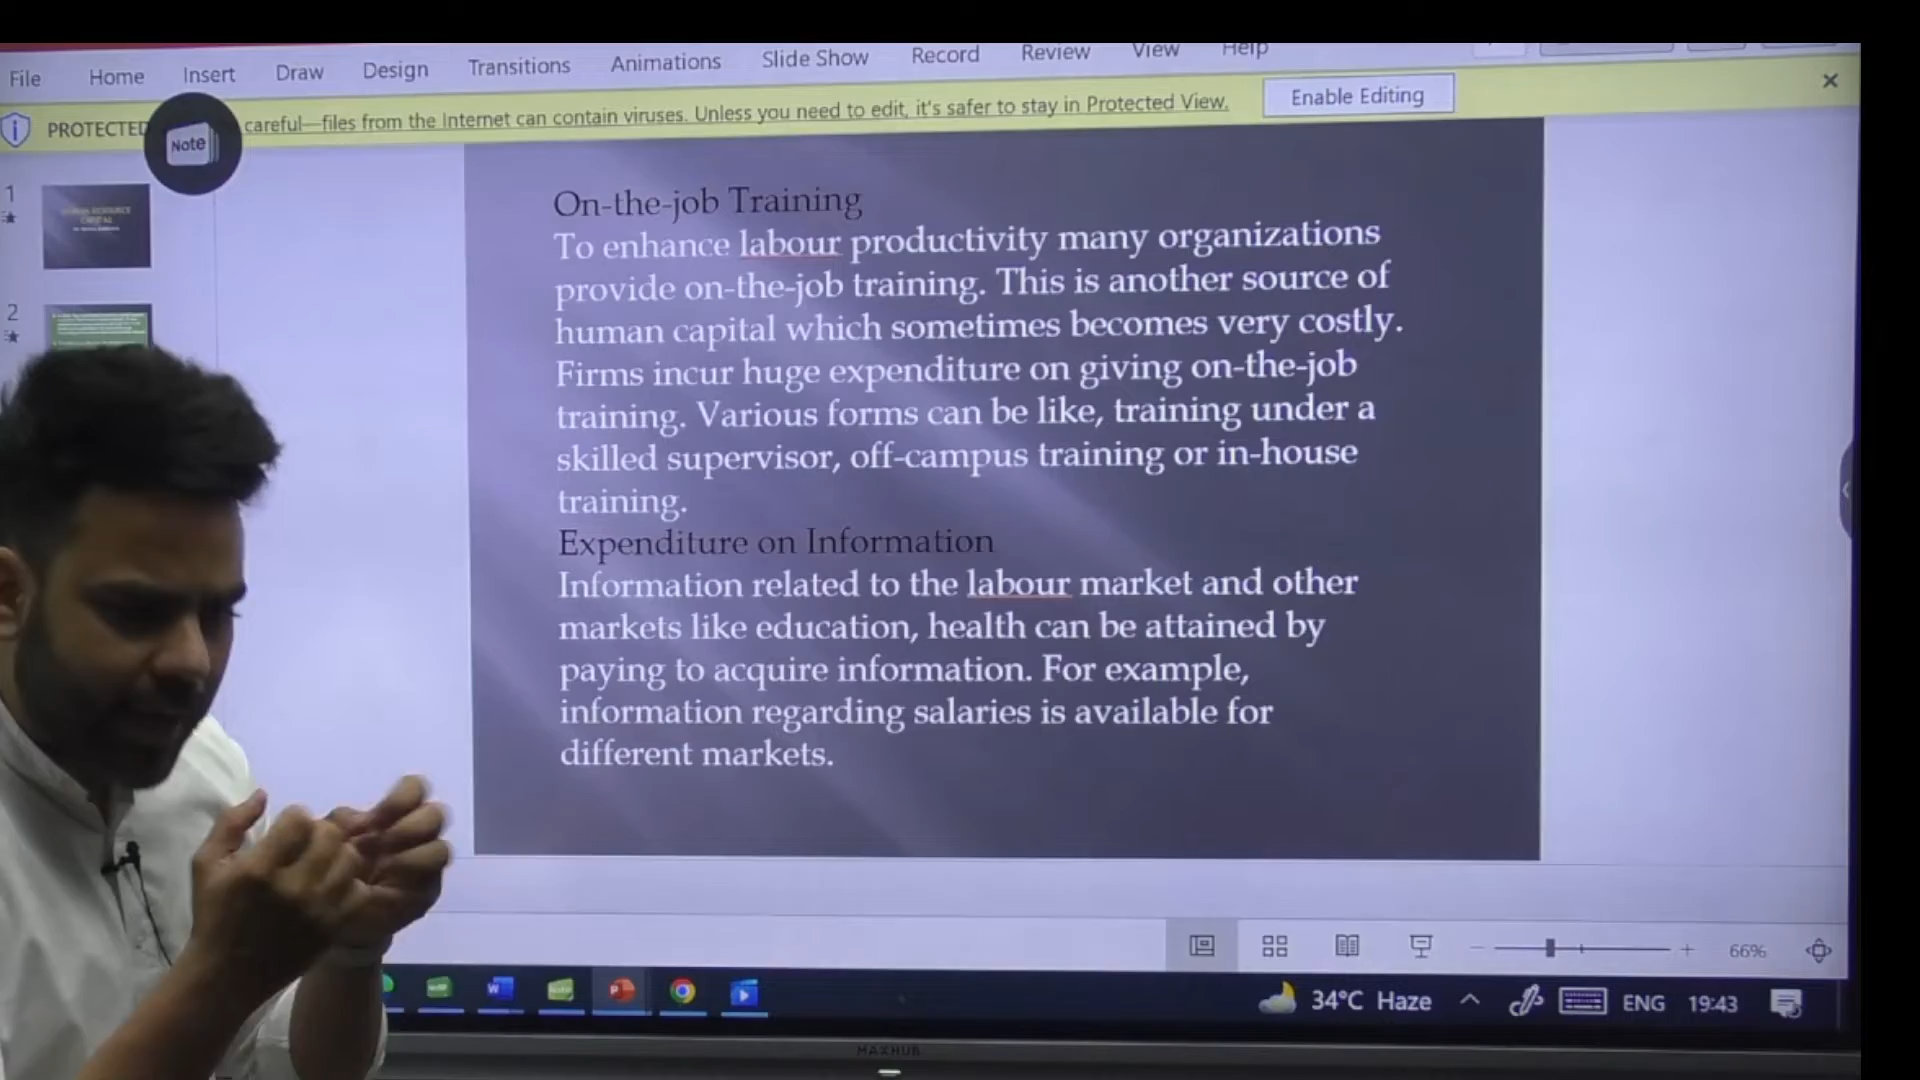 File Home Insert Draw Design Transitions Animations Slide Show Record Review View Help
PROTECTED careful—files from the Internet can contain viruses. Unless you need to edit, it's safer to stay in Protected View. Enable Editing
Note
1
2
On-the-job Training
To enhance labour productivity many organizations
provide on-the-job training. This is another source of
human capital which sometimes becomes very costly.
Firms incur huge expenditure on giving on-the-job
training. Various forms can be like, training under a
skilled supervisor, off-campus training or in-house
training.
Expenditure on Information
Information related to the labour market and other
markets like education, health can be attained by
paying to acquire information. For example,
information regarding salaries is available for
different markets.
66%
34°C Haze ENG 19:43
MAXHUB